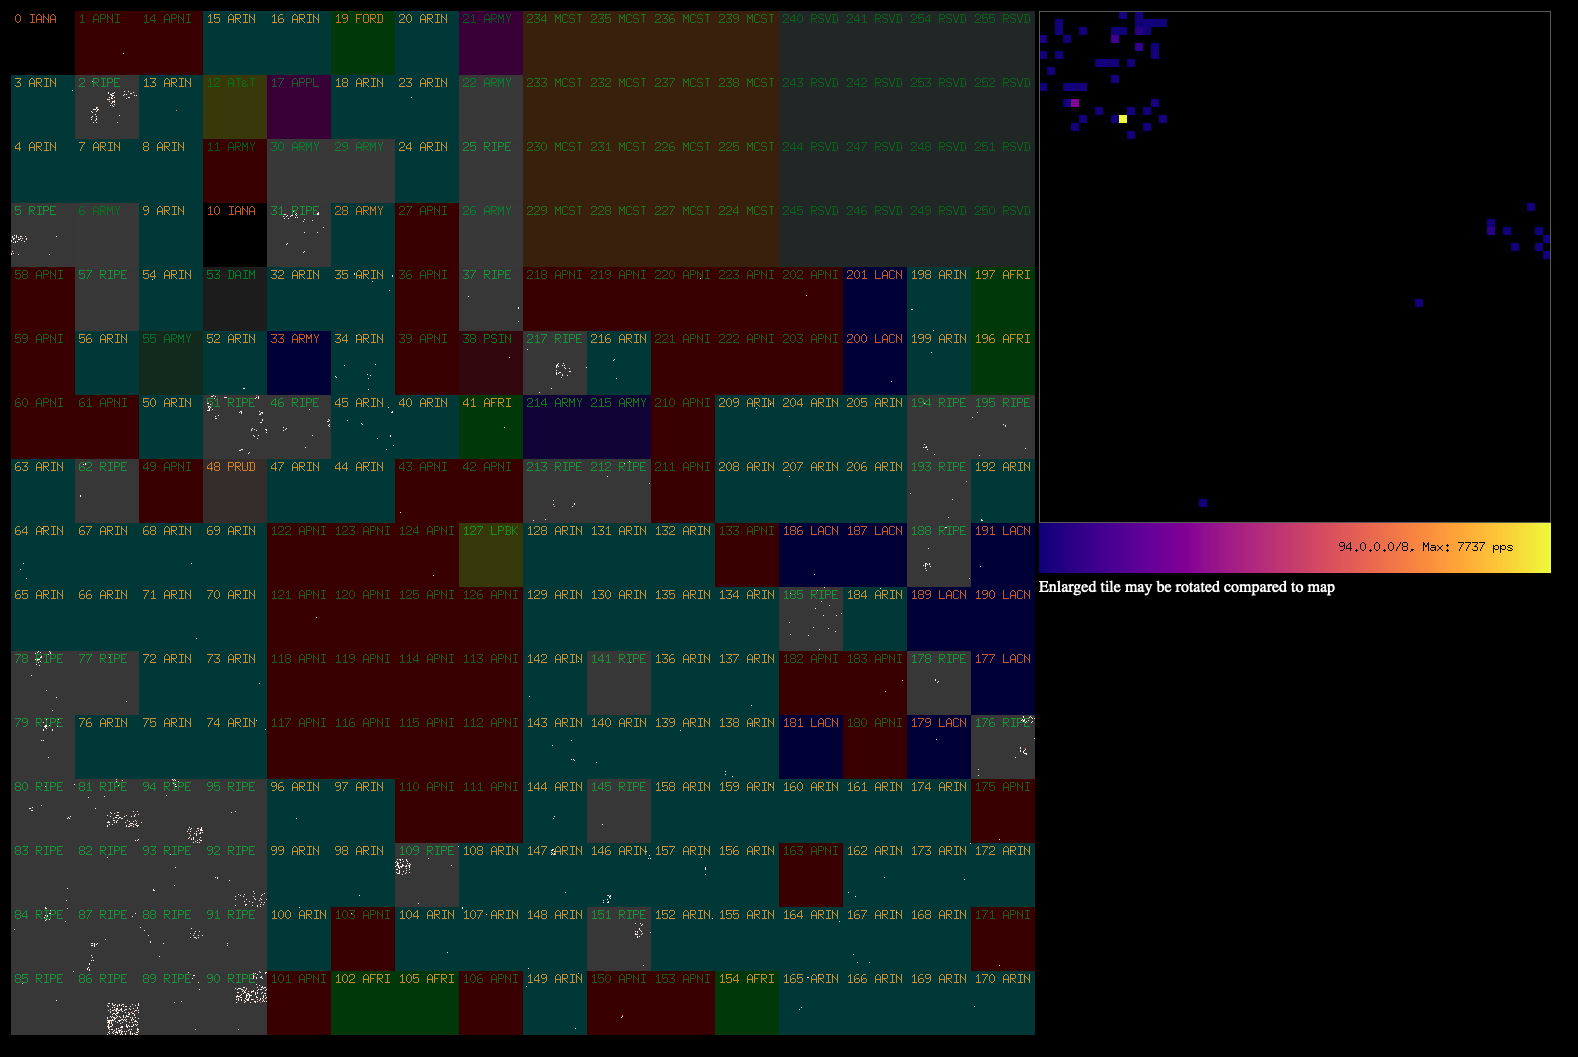 0 IANA 1 APNI 14 APNI 15 ARIN 16 ARIN 19 FORD 20 ARIN 21 ARMY 234 MCST 235 MCST 236 MCST 239 MCST 240 RSVD 241 RSVD 254 RSVD 255 RSVD
3 ARIN 2 RIPE 13 ARIN 12 AT&T 17 APPL 18 ARIN 23 ARIN 22 ARMY 233 MCST 232 MCST 237 MCST 238 MCST 243 RSVD 242 RSVD 253 RSVD 252 RSVD
4 ARIN 7 ARIN 8 ARIN 11 ARMY 30 ARMY 29 ARMY 24 ARIN 25 RIPE 230 MCST 231 MCST 226 MCST 225 MCST 244 RSVD 247 RSVD 248 RSVD 251 RSVD
5 RIPE 6 ARMY 9 ARIN 10 IANA 31 RIPE 28 ARMY 27 APNI 26 ARMY 229 MCST 228 MCST 227 MCST 224 MCST 245 RSVD 246 RSVD 249 RSVD 250 RSVD
58 APNI 57 RIPE 54 ARIN 53 DAIM 32 ARIN 35 ARIN 36 APNI 37 RIPE 218 APNI 219 APNI 220 APNI 223 APNI 202 APNI 201 LACN 198 ARIN 197 AFRI
59 APNI 56 ARIN 55 ARMY 52 ARIN 33 ARMY 34 ARIN 39 APNI 38 PSIN 217 RIPE 216 ARIN 221 APNI 222 APNI 203 APNI 200 LACN 199 ARIN 196 AFRI
60 APNI 61 APNI 50 ARIN 51 RIPE 46 RIPE 45 ARIN 40 ARIN 41 AFRI 214 ARMY 215 ARMY 210 APNI 209 ARIN 204 ARIN 205 ARIN 194 RIPE 195 RIPE
63 ARIN 62 RIPE 49 APNI 48 PRUD 47 ARIN 44 ARIN 43 APNI 42 APNI 213 RIPE 212 RIPE 211 APNI 208 ARIN 207 ARIN 206 ARIN 193 RIPE 192 ARIN
64 ARIN 67 ARIN 68 ARIN 69 ARIN 122 APNI 123 APNI 124 APNI 127 LPBK 128 ARIN 131 ARIN 132 ARIN 133 APNI 186 LACN 187 LACN 188 RIPE 191 LACN
65 ARIN 66 ARIN 71 ARIN 70 ARIN 121 APNI 120 APNI 125 APNI 126 APNI 129 ARIN 130 ARIN 135 ARIN 134 ARIN 185 RIPE 184 ARIN 189 LACN 190 LACN
78 RIPE 77 RIPE 72 ARIN 73 ARIN 118 APNI 119 APNI 114 APNI 113 APNI 142 ARIN 141 RIPE 136 ARIN 137 ARIN 182 APNI 183 APNI 178 RIPE 177 LACN
79 RIPE 76 ARIN 75 ARIN 74 ARIN 117 APNI 116 APNI 115 APNI 112 APNI 143 ARIN 140 ARIN 139 ARIN 138 ARIN 181 LACN 180 APNI 179 LACN 176 RIPE
80 RIPE 81 RIPE 94 RIPE 95 RIPE 96 ARIN 97 ARIN 110 APNI 111 APNI 144 ARIN 145 RIPE 158 ARIN 159 ARIN 160 ARIN 161 ARIN 174 ARIN 175 APNI
83 RIPE 82 RIPE 93 RIPE 92 RIPE 99 ARIN 98 ARIN 109 RIPE 108 ARIN 147 ARIN 146 ARIN 157 ARIN 156 ARIN 163 APNI 162 ARIN 173 ARIN 172 ARIN
84 RIPE 87 RIPE 88 RIPE 91 RIPE 100 ARIN 103 APNI 104 ARIN 107 ARIN 148 ARIN 151 RIPE 152 ARIN 155 ARIN 164 ARIN 167 ARIN 168 ARIN 171 APNI
85 RIPE 86 RIPE 89 RIPE 90 RIPE 101 APNI 102 AFRI 105 AFRI 106 APNI 149 ARIN 150 APNI 153 APNI 154 AFRI 165 ARIN 166 ARIN 169 ARIN 170 ARIN
94.0.0.0/8, Max: 7737 pps
Enlarged tile may be rotated compared to map